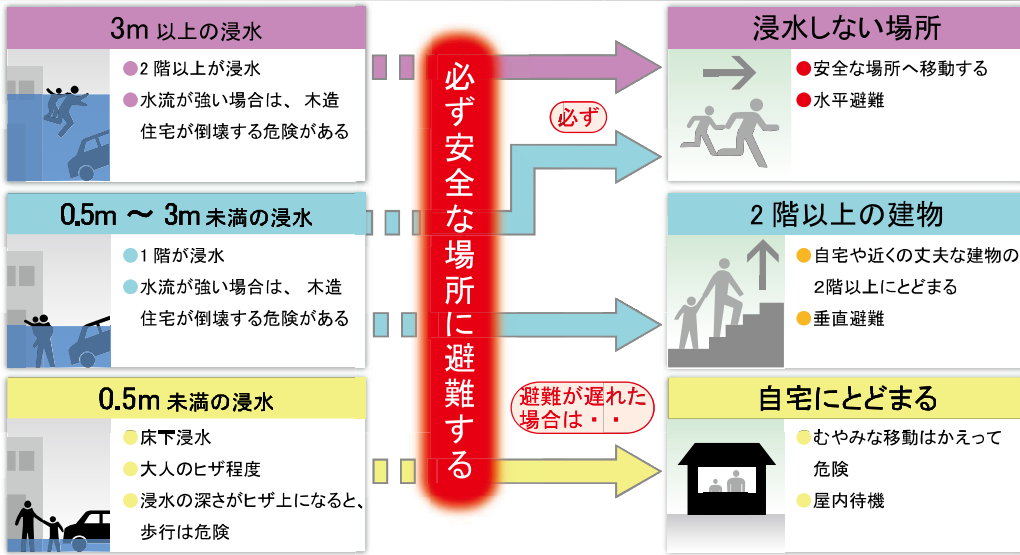 3m 以上の浸水
●2 階以上が浸水
●水流が強い場合は、 木造
住宅が倒壊する危険がある
0.5m ～ 3m 未満の浸水
●1 階が浸水
●水流が強い場合は、 木造
住宅が倒壊する危険がある
0.5m 未満の浸水
●床下浸水
●大人のヒザ程度
●浸水の深さがヒザ上になると、
歩行は危険
必ず安全な場所に避難する
必ず
避難が遅れた
場合は・・
浸水しない場所
●安全な場所へ移動する
●水平避難
2 階以上の建物
●自宅や近くの丈夫な建物の
2階以上にとどまる
●垂直避難
自宅にとどまる
●むやみな移動はかえって
危険
●屋内待機